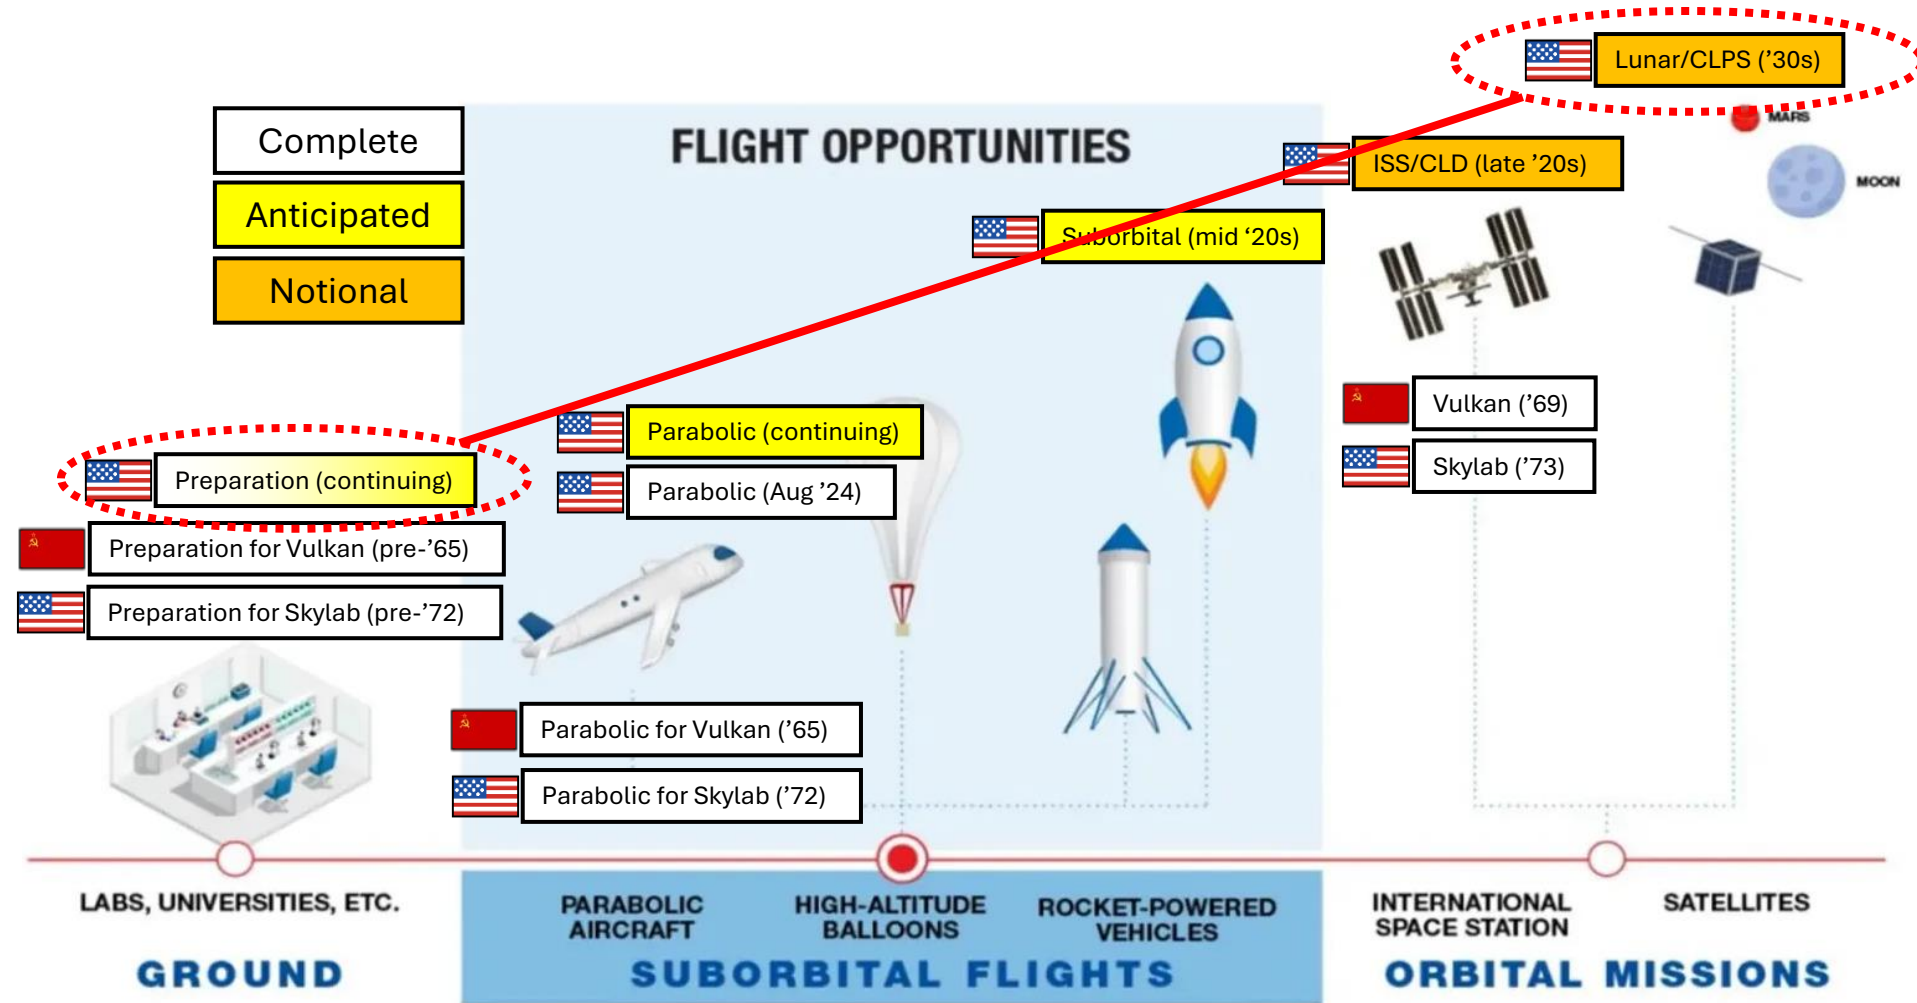 Lunar/CLPS (’30s)
MARS
MOON
Complete
Anticipated
Notional
FLIGHT OPPORTUNITIES
ISS/CLD (late ’20s)
Suborbital (mid ‘20s)
Parabolic (continuing)
Parabolic (Aug ’24)
Vulkan (’69)
Skylab (’73)
Preparation (continuing)
Preparation for Vulkan (pre-’65)
Preparation for Skylab (pre-’72)
Parabolic for Vulkan (’65)
Parabolic for Skylab (’72)
LABS, UNIVERSITIES, ETC.
PARABOLIC
AIRCRAFT
HIGH-ALTITUDE
BALLOONS
ROCKET-POWERED
VEHICLES
INTERNATIONAL
SPACE STATION
SATELLITES
GROUND
SUBORBITAL FLIGHTS
ORBITAL MISSIONS